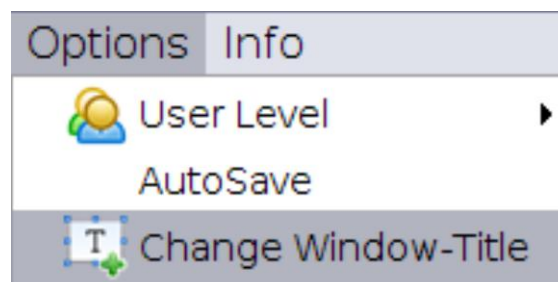 Options Info
User Level
AutoSave
T
Change Window-Title